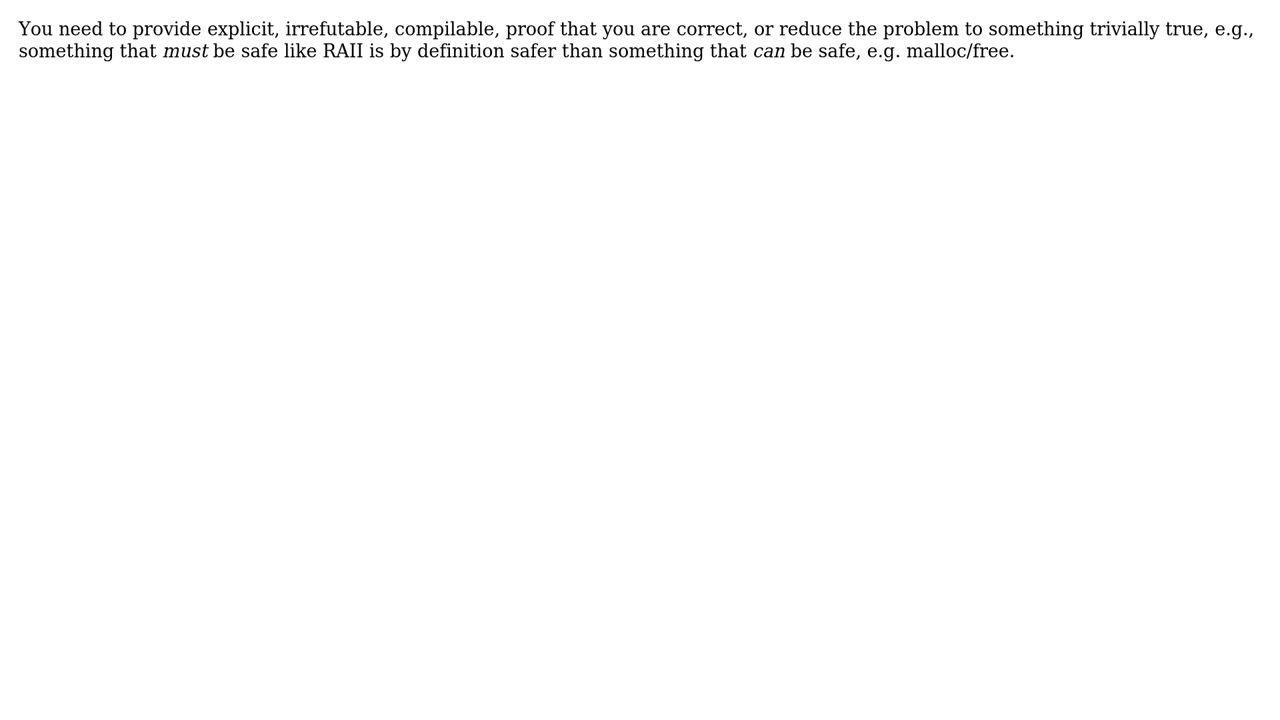 You need to provide explicit, irrefutable, compilable, proof that you are correct, or reduce the problem to something trivially true, e.g.,
something that must be safe like RAII is by definition safer than something that can be safe, e.g. malloc/free.